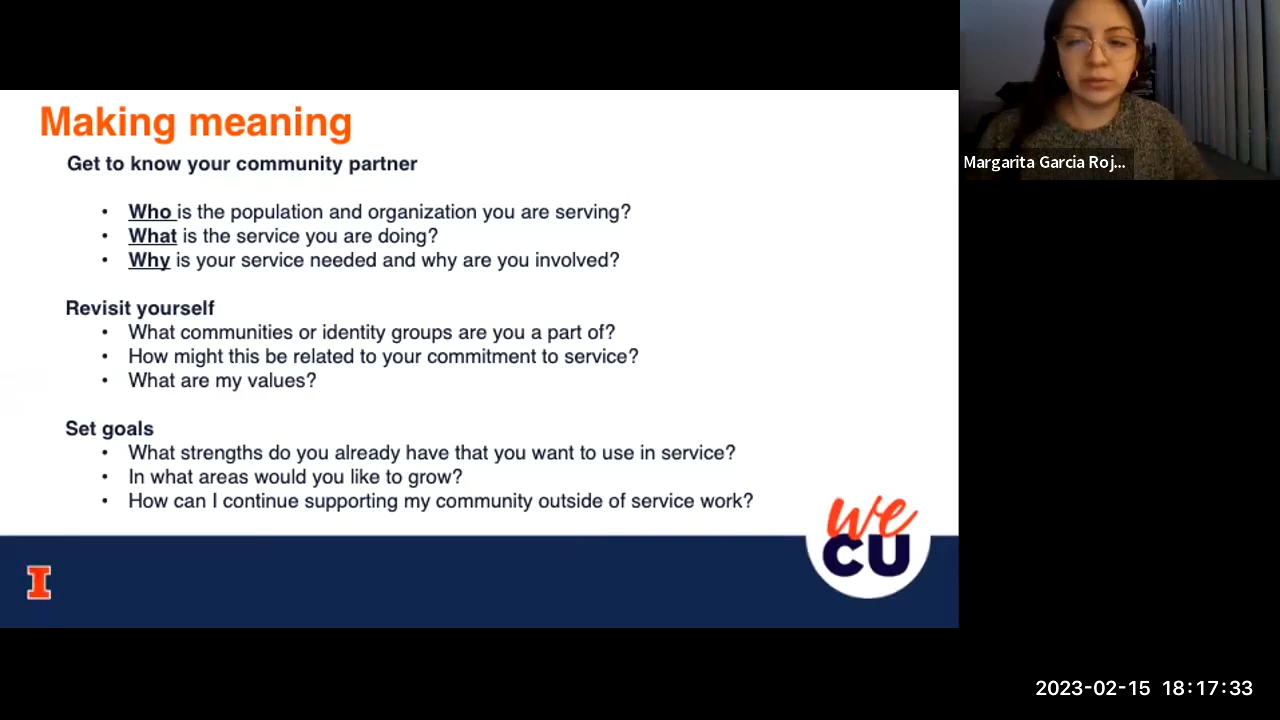 Making meaning
Get to know your community partner
• Who is the population and organization you are serving?
• What is the service you are doing?
• Why is your service needed and why are you involved?
Revisit yourself
• What communities or identity groups are you a part of?
• How might this be related to your commitment to service?
• What are my values?
Set goals
• What strengths do you already have that you want to use in service?
• In what areas would you like to grow?
• How can I continue supporting my community outside of service work?
we
CU
I
Margarita Garcia Roj...
2023-02-15 18:17:33